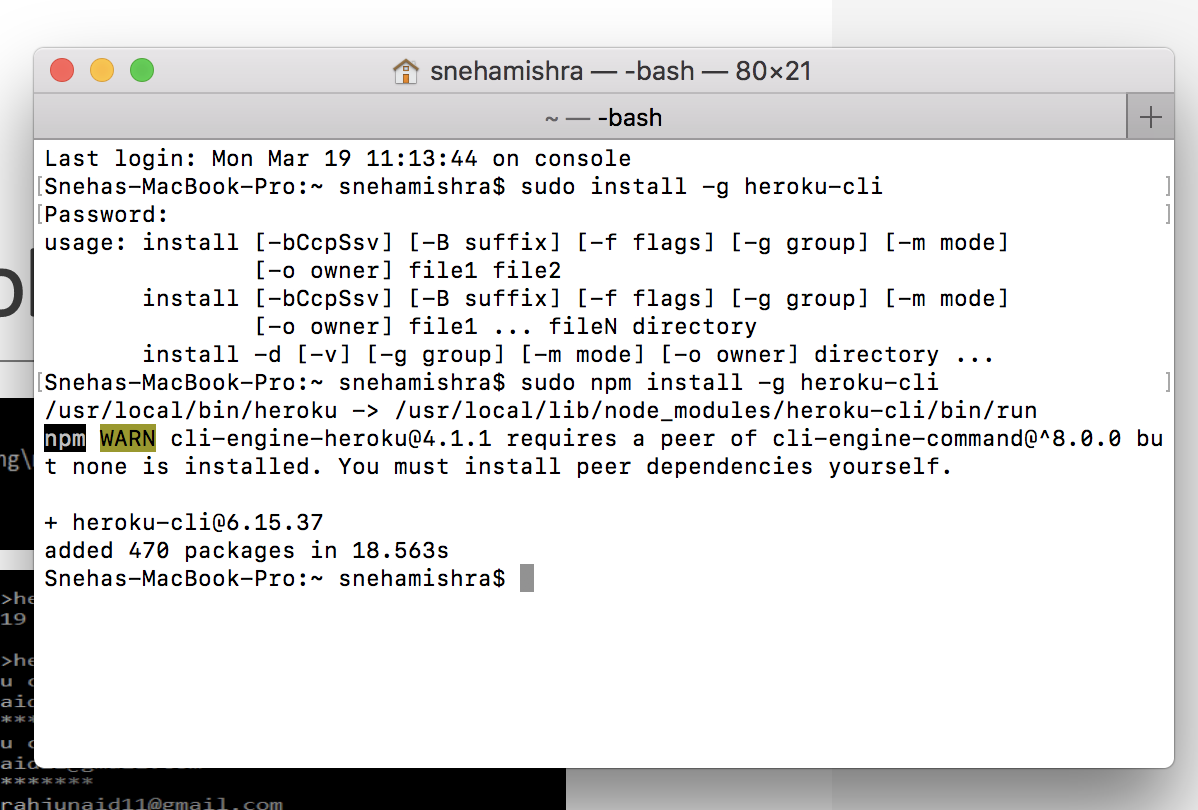 snehamishra — -bash — 80×21
~ — -bash
Last login: Mon Mar 19 11:13:44 on console
[Snehas-MacBook-Pro:~ snehamishra$ sudo install -g heroku-cli ]
[Password: ]
usage: install [-bCcpSsv] [-B suffix] [-f flags] [-g group] [-m mode]
[-o owner] file1 file2
install [-bCcpSsv] [-B suffix] [-f flags] [-g group] [-m mode]
[-o owner] file1 ... fileN directory
install -d [-v] [-g group] [-m mode] [-o owner] directory ...
[Snehas-MacBook-Pro:~ snehamishra$ sudo npm install -g heroku-cli ]
/usr/local/bin/heroku -> /usr/local/lib/node_modules/heroku-cli/bin/run
npm WARN cli-engine-heroku@4.1.1 requires a peer of cli-engine-command@^8.0.0 bu
t none is installed. You must install peer dependencies yourself.
+ heroku-cli@6.15.37
added 470 packages in 18.563s
Snehas-MacBook-Pro:~ snehamishra$
ng\
>he
19
>he
u c
aid
***
u c
*******
rahjunaid11@gmail.com